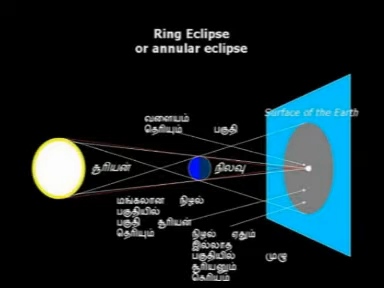 Ring Eclipse
or annular eclipse
Surface of the Earth
வளையம்
தெரியும் பகுதி
சூரியன்
நிலவு
மங்கலான நிழல்
பகுதியில்
பகுதி சூரியன்
தெரியும்
நிழல் ஏதும்
இல்லாத
பகுதியில் முழு
சூரியனும்
தெரியம்